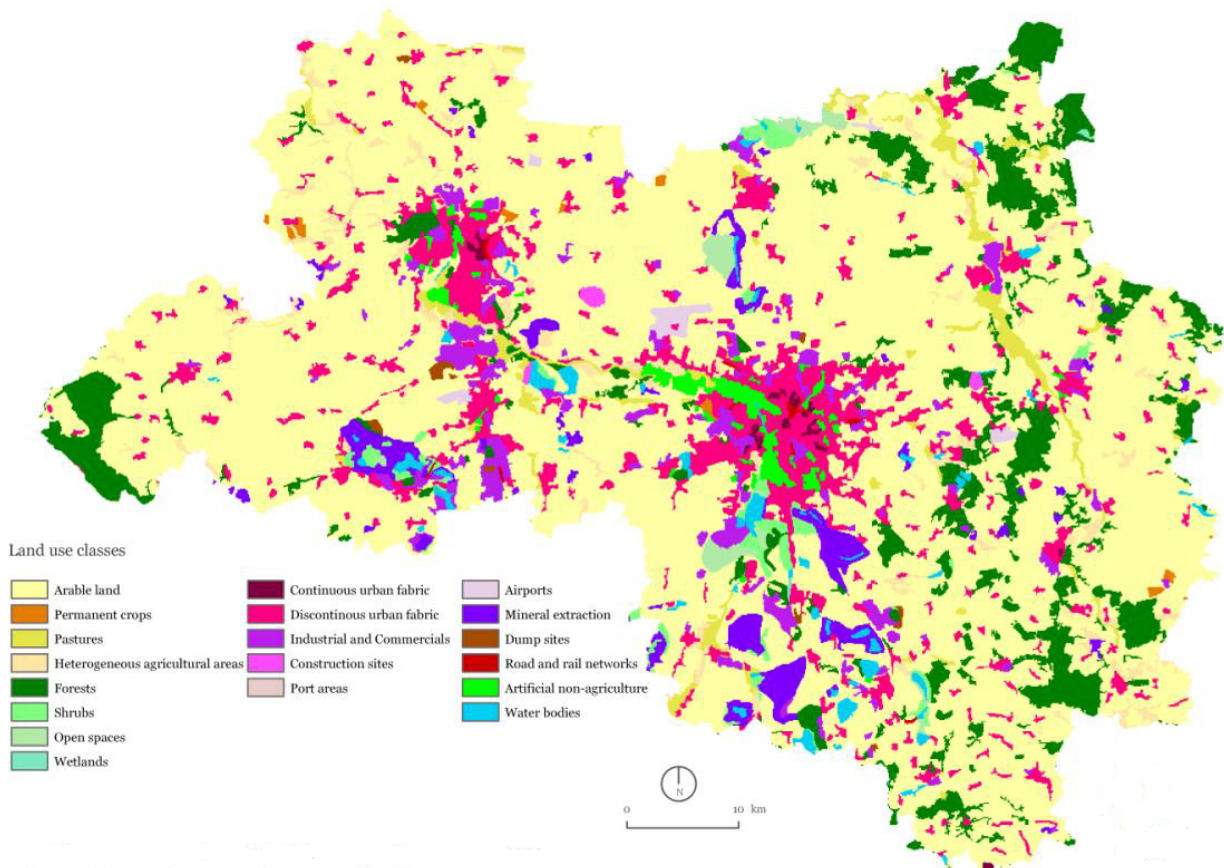 Land use classes
Arable land
Permanent crops
Pastures
Heterogeneous agricultural areas
Forests
Shrubs
Open spaces
Wetlands
Continuous urban fabric
Discontinous urban fabric
Industrial and Commercials
Construction sites
Port areas
Airports
Mineral extraction
Dump sites
Road and rail networks
Artificial non-agriculture
Water bodies
N
0 10 km